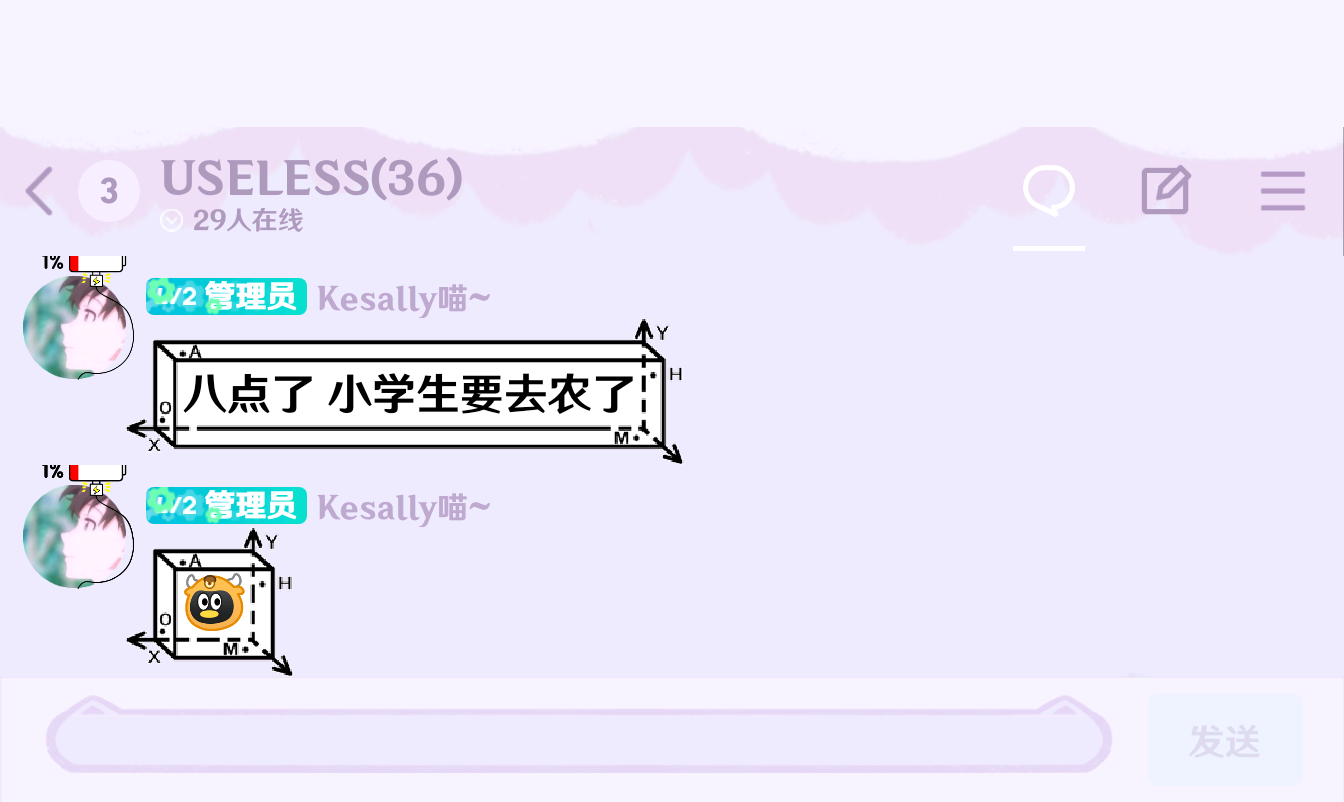 3
USELESS(36)
29人在线
1%
1/2 管理员 Kesally喵~
Y
A
H
八点了 小学生要去农了
O
X
M
1%
1/2 管理员 Kesally喵~
Y
A
H
O
X
M
发送